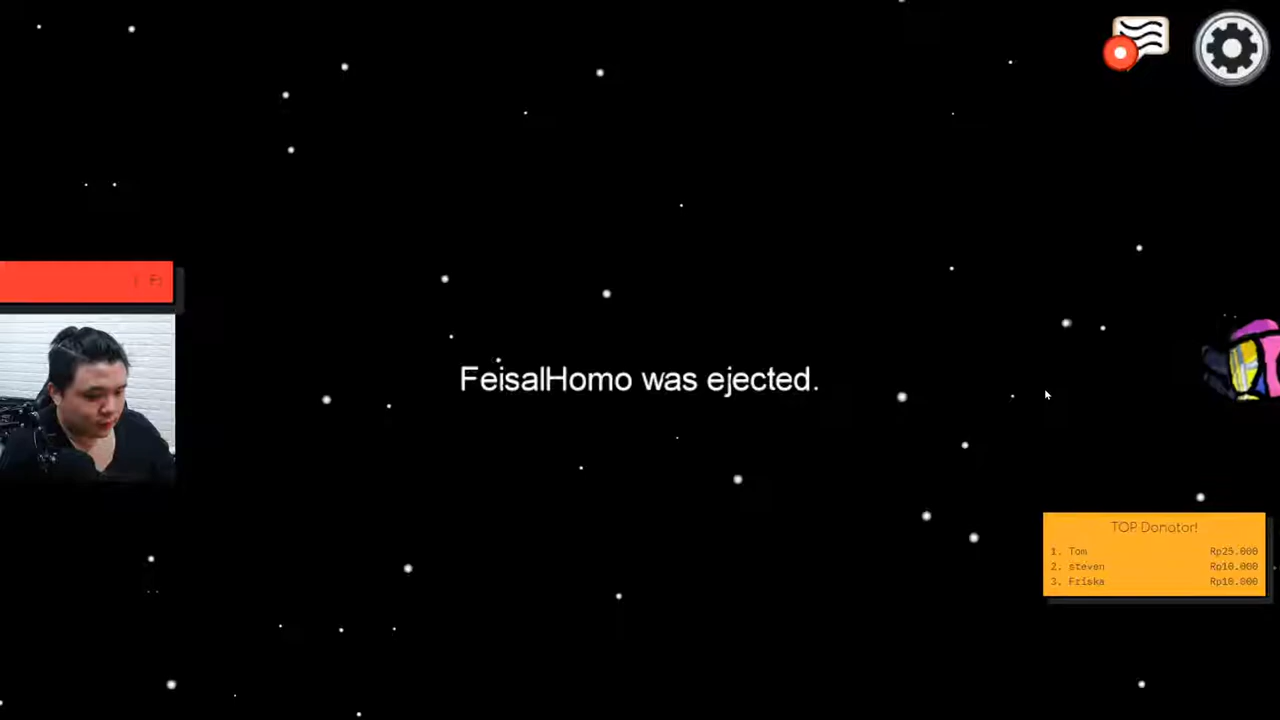 FeisalHomo was ejected.
TOP Donator!
1. Tom Rp25.000
2. steven Rp10.000
3. Friska Rp10.000